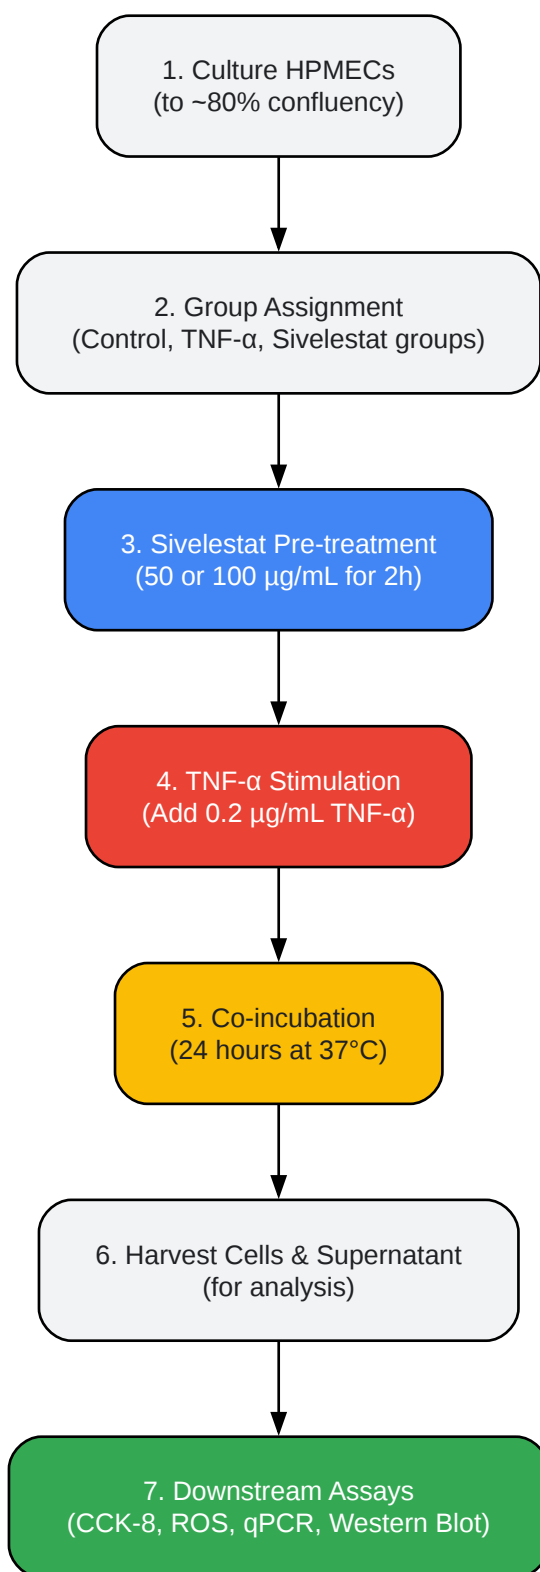 1. Culture HPMECs
(to ~80% confluency)
2. Group Assignment
(Control, TNF-α, Sivelestat groups)
3. Sivelestat Pre-treatment
(50 or 100 µg/mL for 2h)
4. TNF-α Stimulation
(Add 0.2 µg/mL TNF-α)
5. Co-incubation
(24 hours at 37°C)
6. Harvest Cells & Supernatant
(for analysis)
7. Downstream Assays
(CCK-8, ROS, qPCR, Western Blot)